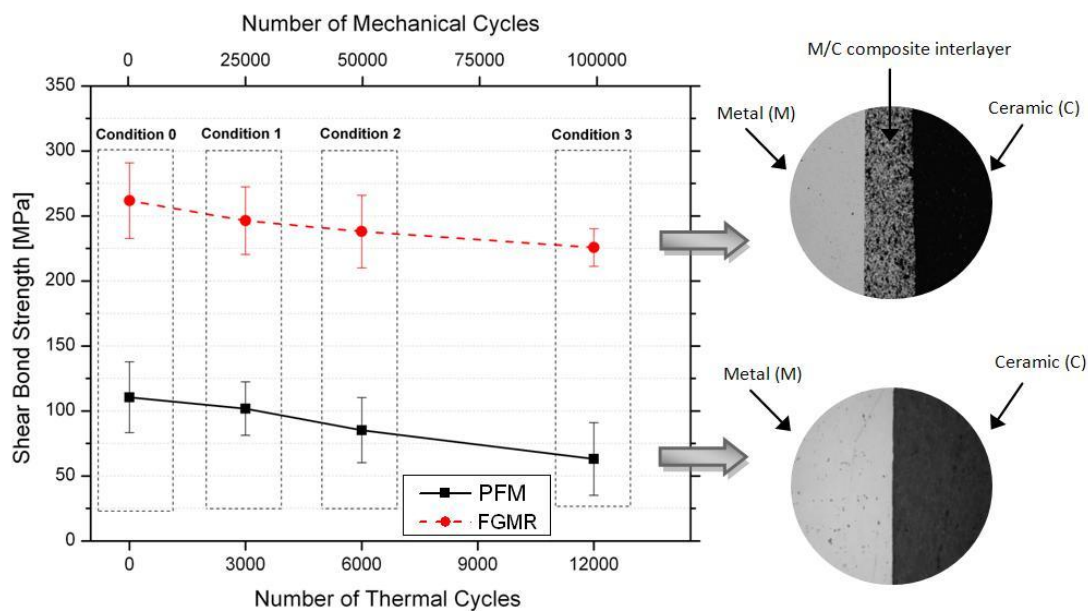 Number of Mechanical Cycles
0 25000 50000 75000 100000
350
300
250
200
150
100
50
0
Shear Bond Strength [MPa]
Condition 0 Condition 1 Condition 2 Condition 3
PFM
FGMR
0 3000 6000 9000 12000
Number of Thermal Cycles
M/C composite interlayer
Metal (M) Ceramic (C)
Metal (M) Ceramic (C)